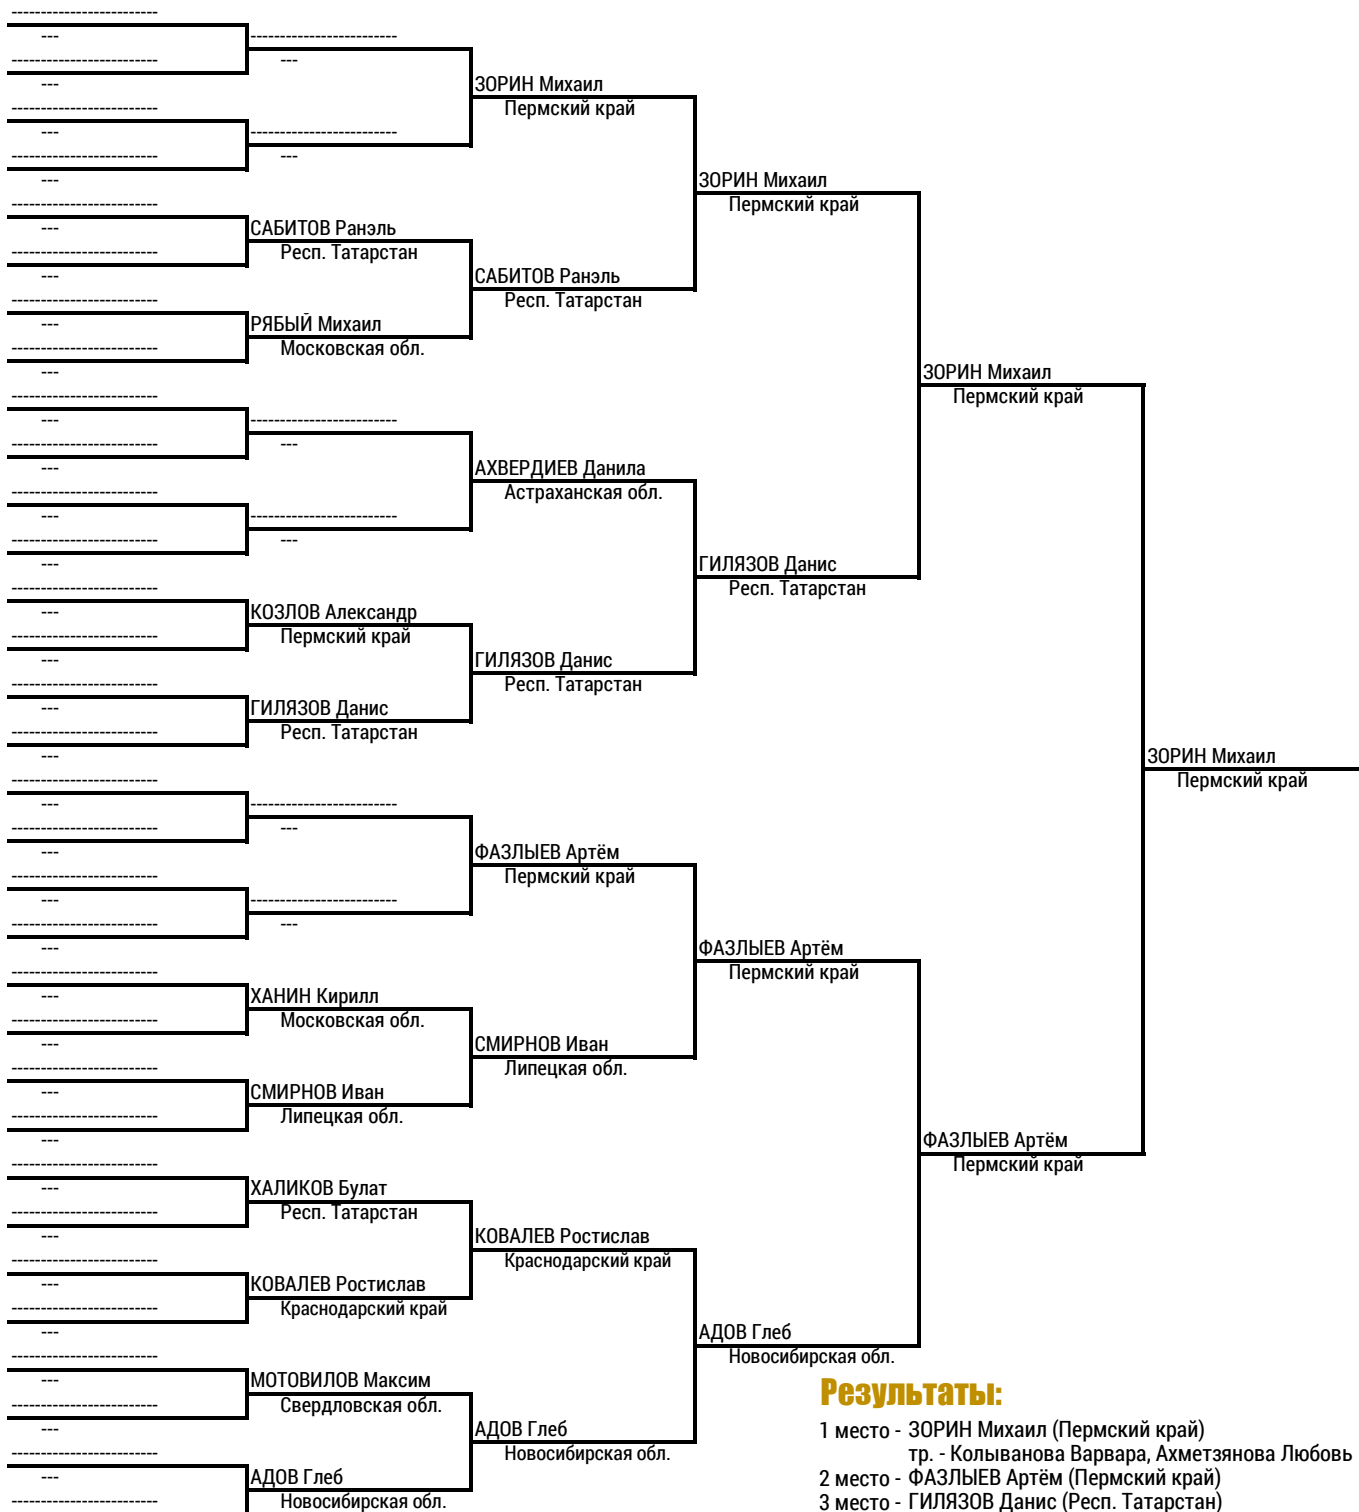 САБИТОВ Ранэль
Респ. Татарстан
РЯБЫЙ Михаил
Московская обл.
КОЗЛОВ Александр
Пермский край
ГИЛЯЗОВ Данис
Респ. Татарстан
ХАНИН Кирилл
Московская обл.
СМИРНОВ Иван
Липецкая обл.
ХАЛИКОВ Булат
Респ. Татарстан
КОВАЛЕВ Ростислав
Краснодарский край
МОТОВИЛОВ Максим
Свердловская обл.
АДОВ Глеб
Новосибирская обл.
ЗОРИН Михаил
Пермский край
САБИТОВ Ранэль
Респ. Татарстан
АХВЕРДИЕВ Данила
Астраханская обл.
ГИЛЯЗОВ Данис
Респ. Татарстан
ФАЗЛЫЕВ Артём
Пермский край
СМИРНОВ Иван
Липецкая обл.
КОВАЛЕВ Ростислав
Краснодарский край
АДОВ Глеб
Новосибирская обл.
ЗОРИН Михаил
Пермский край
ГИЛЯЗОВ Данис
Респ. Татарстан
ФАЗЛЫЕВ Артём
Пермский край
АДОВ Глеб
Новосибирская обл.
ЗОРИН Михаил
Пермский край
ФАЗЛЫЕВ Артём
Пермский край
ЗОРИН Михаил
Пермский край
Результаты:
1 место - ЗОРИН Михаил (Пермский край)
тр. - Колыванова Варвара, Ахметзянова Любовь
2 место - ФАЗЛЫЕВ Артём (Пермский край)
3 место - ГИЛЯЗОВ Данис (Респ. Татарстан)